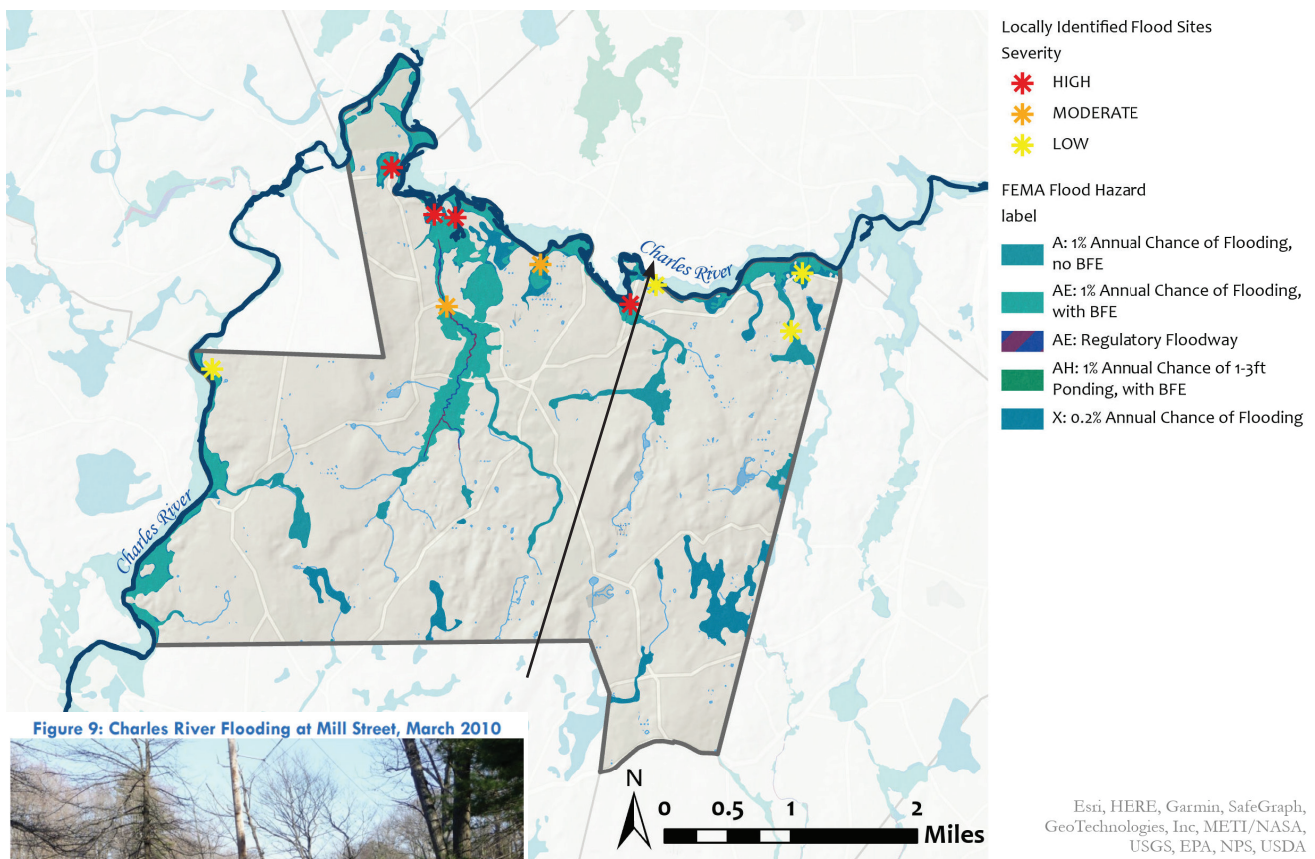 Locally Identified Flood Sites
Severity
HIGH
MODERATE
LOW
FEMA Flood Hazard
label
A: 1% Annual Chance of Flooding,
no BFE
AE: 1% Annual Chance of Flooding,
with BFE
AE: Regulatory Floodway
AH: 1% Annual Chance of 1-3ft
Ponding, with BFE
X: 0.2% Annual Chance of Flooding
Charles River
Charles River
Figure 9: Charles River Flooding at Mill Street, March 2010
N
0 0.5 1 2
Miles
Esri, HERE, Garmin, SafeGraph,
GeoTechnologies, Inc, METI/NASA,
USGS, EPA, NPS, USDA